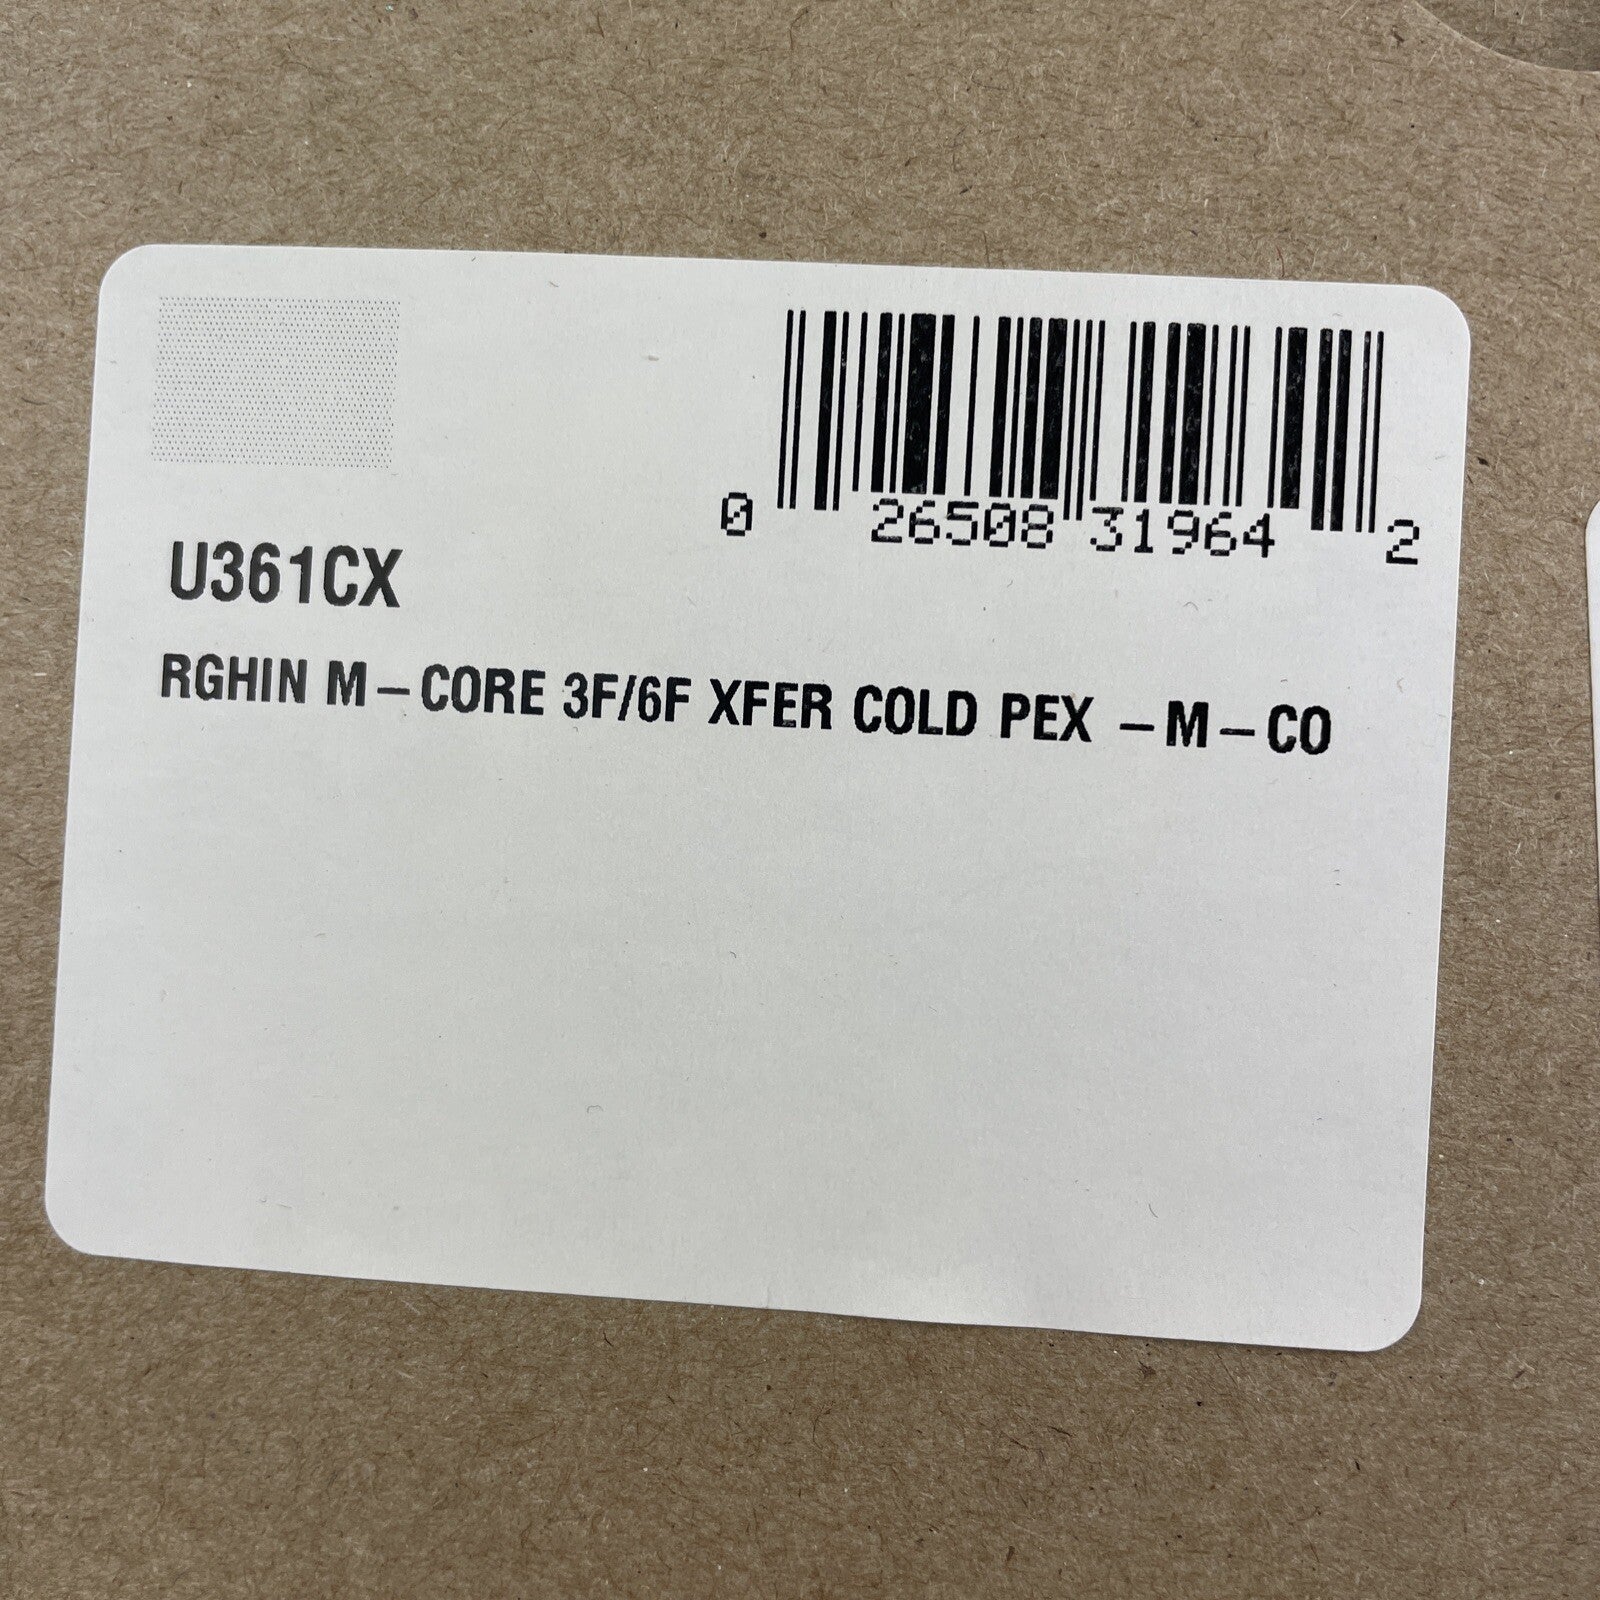 0 26508 31964 2
U361CX
RGHIN M-CORE 3F/6F XFER COLD PEX -M-CO